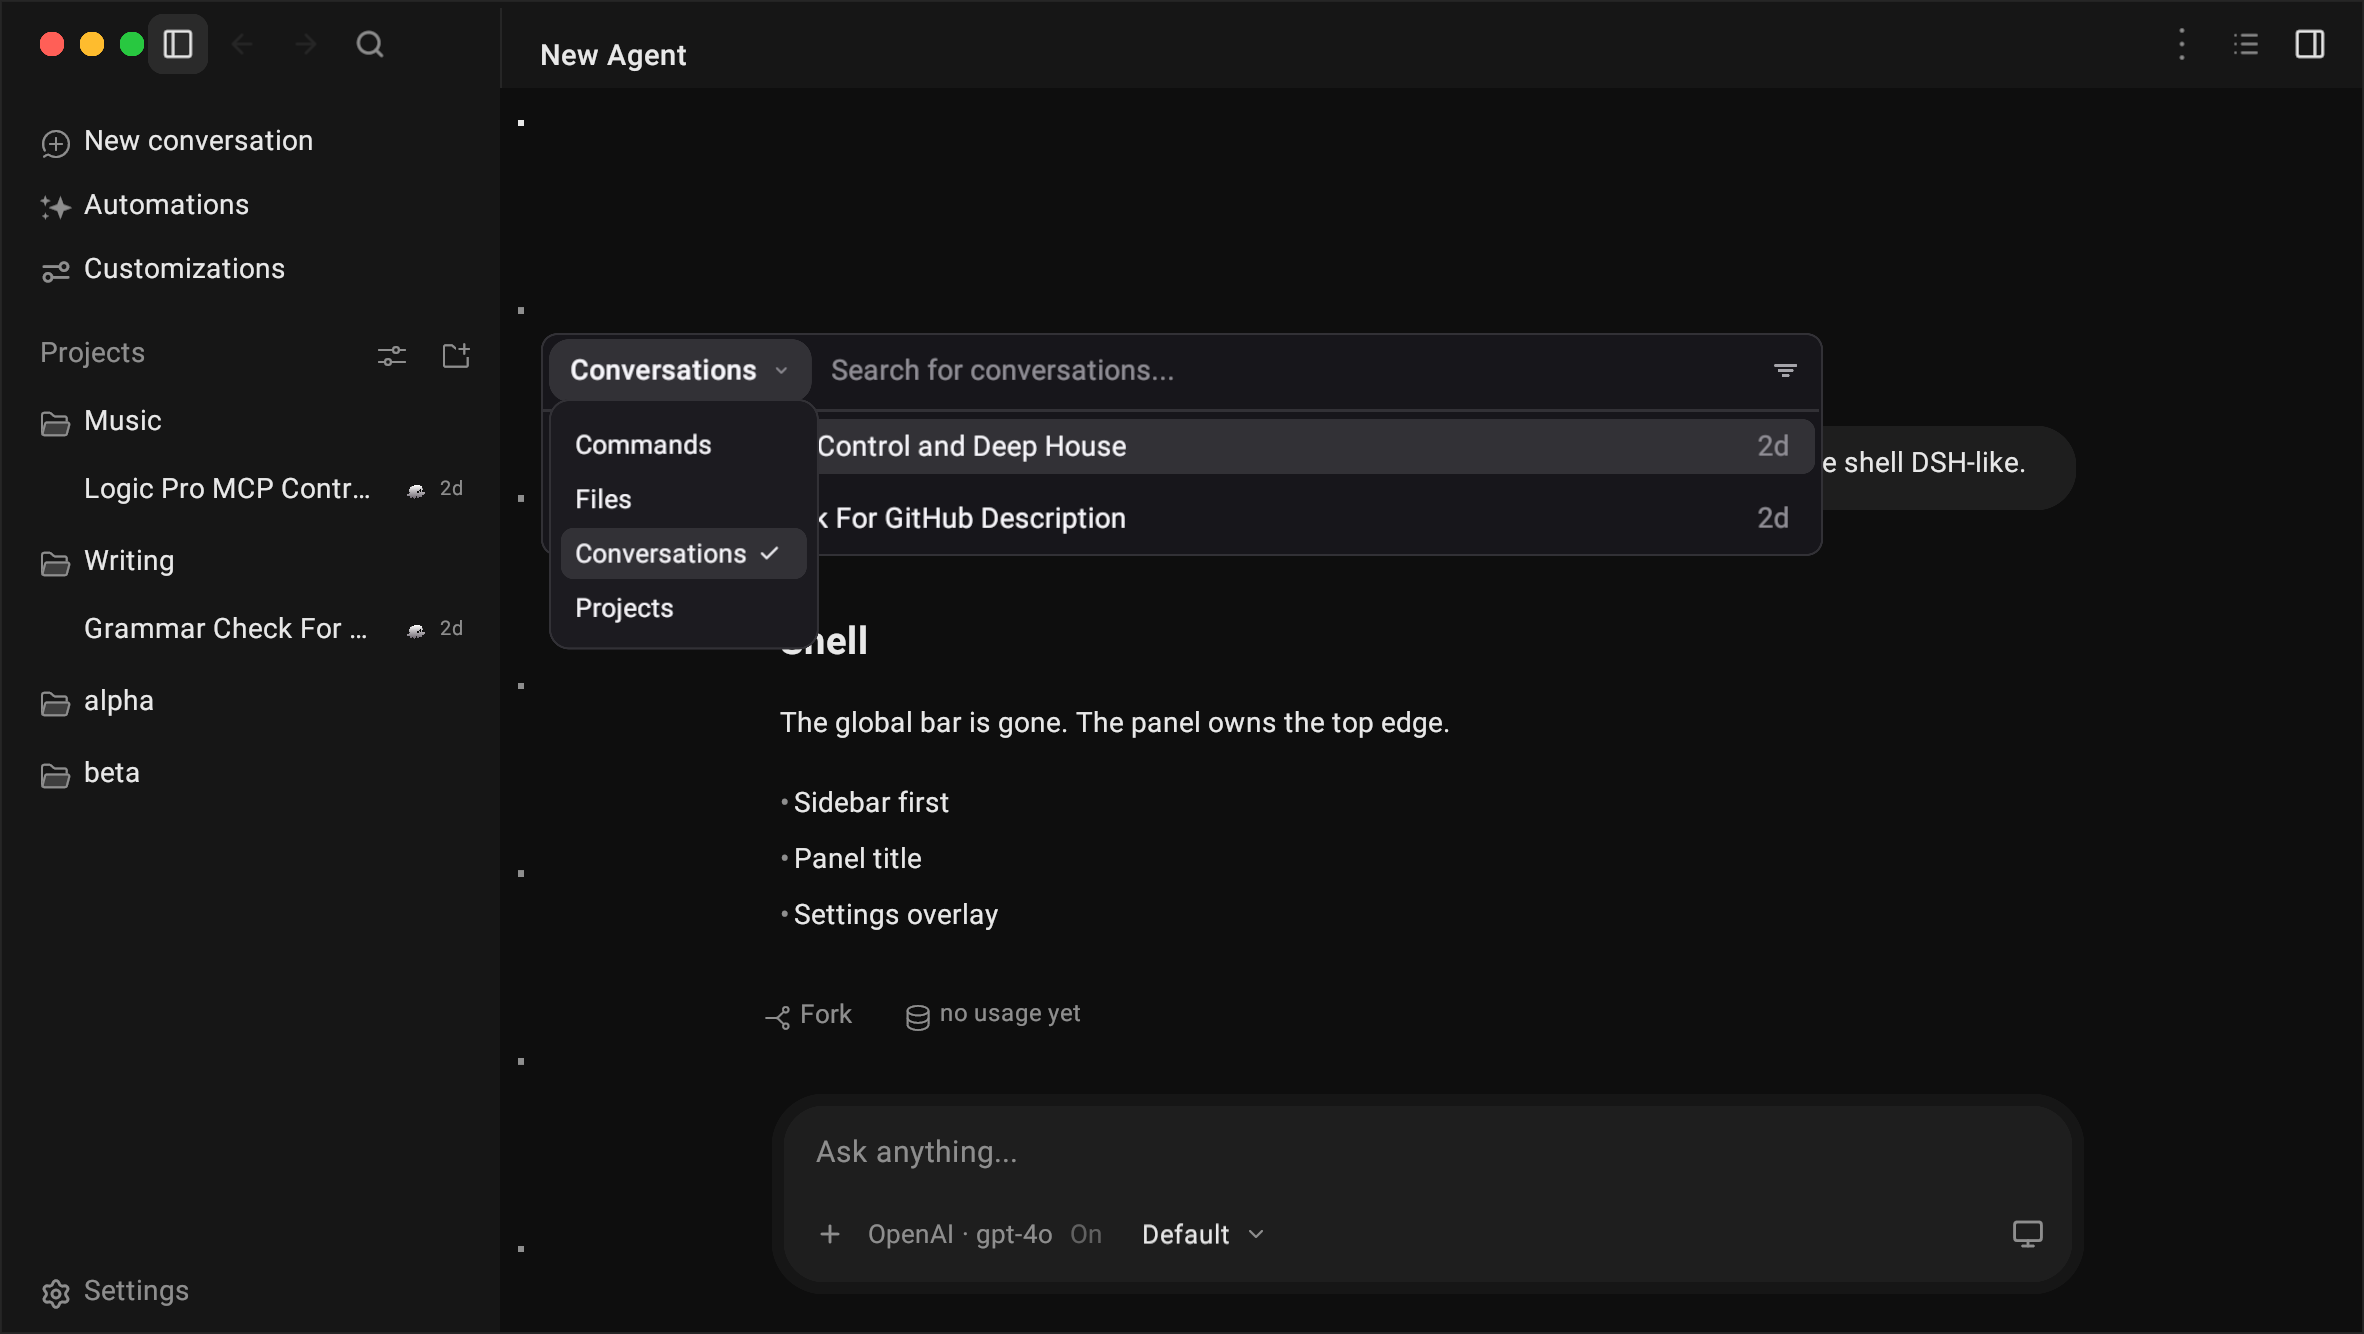 New Agent
New conversation
Automations
Customizations
Projects
Music
Logic Pro MCP Contr... 2d
Writing
Grammar Check For ... 2d
alpha
beta
Settings
Conversations Search for conversations...
Commands
Files
Conversations
Projects
Control and Deep House 2d
For GitHub Description 2d
shell DSH-like.
The global bar is gone. The panel owns the top edge.
• Sidebar first
• Panel title
• Settings overlay
Fork no usage yet
Ask anything...
OpenAI · gpt-4o On Default